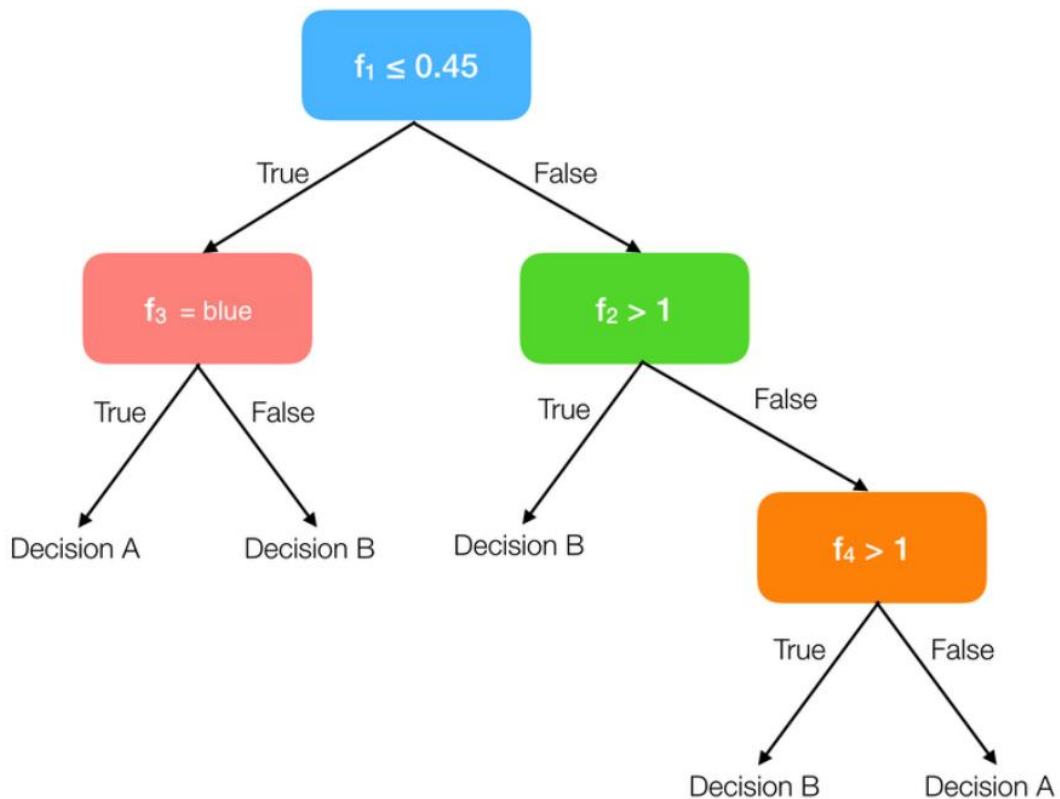 f₁ ≤ 0.45
True
False
f₃ = blue
f₂ > 1
True
False
True
False
Decision A
Decision B
Decision B
f₄ > 1
True
False
Decision B
Decision A